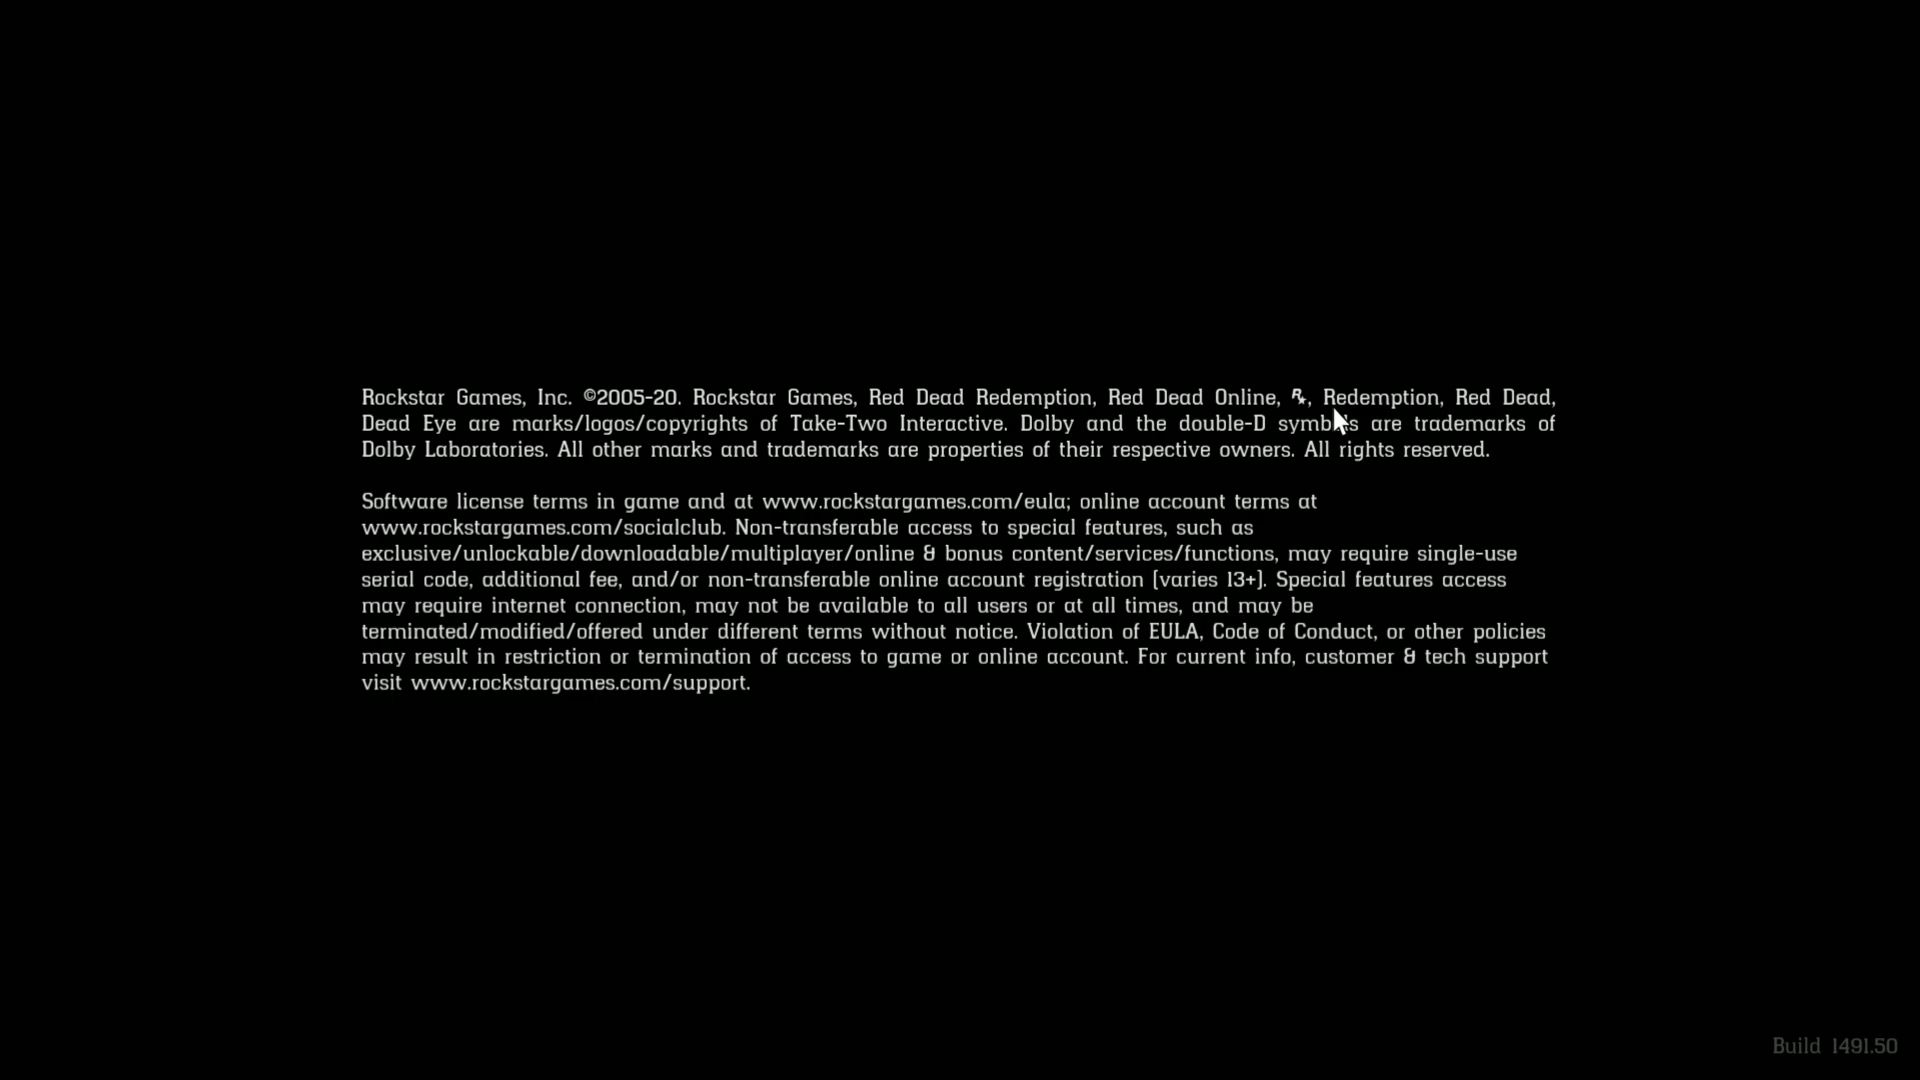 Rockstar Games, Inc. ©2005-20. Rockstar Games, Red Dead Redemption, Red Dead Online, R★, Redemption, Red Dead,
Dead Eye are marks/logos/copyrights of Take-Two Interactive. Dolby and the double-D symbols are trademarks of
Dolby Laboratories. All other marks and trademarks are properties of their respective owners. All rights reserved.
Software license terms in game and at www.rockstargames.com/eula; online account terms at
www.rockstargames.com/socialclub. Non-transferable access to special features, such as
exclusive/unlockable/downloadable/multiplayer/online & bonus content/services/functions, may require single-use
serial code, additional fee, and/or non-transferable online account registration (varies 13+). Special features access
may require internet connection, may not be available to all users or at all times, and may be
terminated/modified/offered under different terms without notice. Violation of EULA, Code of Conduct, or other policies
may result in restriction or termination of access to game or online account. For current info, customer & tech support
visit www.rockstargames.com/support.
Build 1491.50